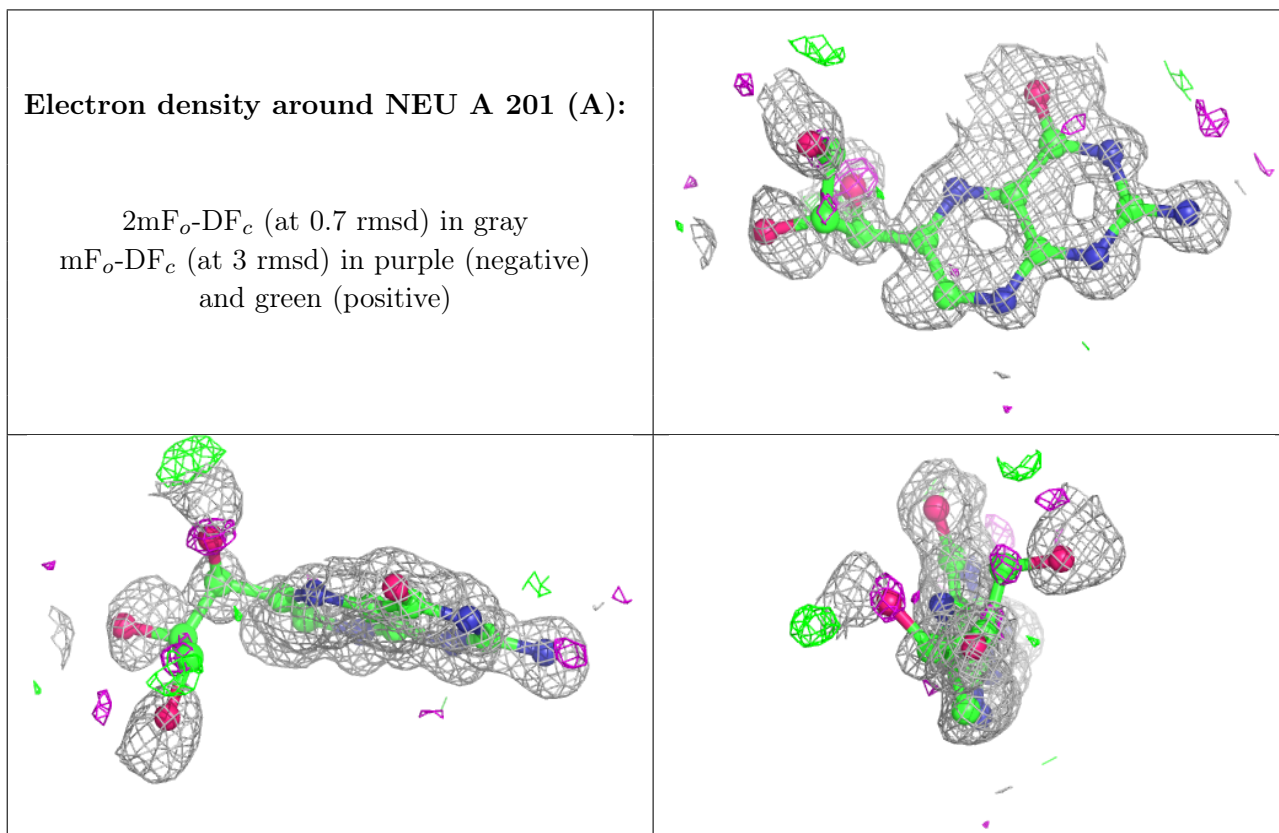 Electron density around NEU A 201 (A):
2mFo-DFc (at 0.7 rmsd) in gray
mFo-DFc (at 3 rmsd) in purple (negative)
and green (positive)